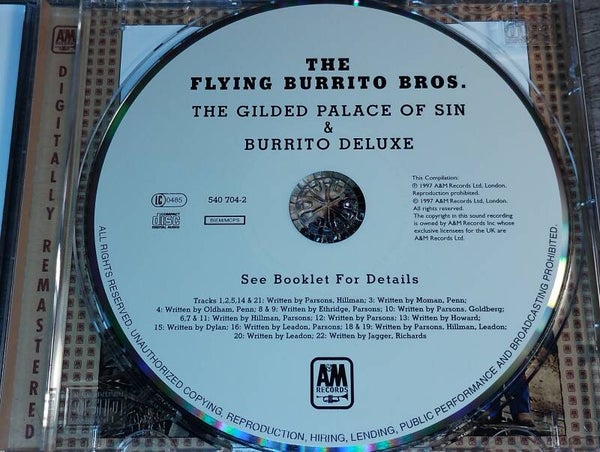 A&M
RECORDS
DIGITALLY REMASTERED
THE
FLYING BURRITO BROS.
THE GILDED PALACE OF SIN
&
BURRITO DELUXE
LC 0485
540 704-2
COMPACT
disc
DIGITAL AUDIO
BIEM/MCPS
This Compilation:
℗ 1997 A&M Records Ltd, London.
Reproduction prohibited.
© 1997 A&M Records Ltd, London.
All rights reserved.
The copyright in this sound recording
is owned by A&M Records Inc whose
exclusive licensees for the UK are
A&M Records Ltd.
See Booklet For Details
Tracks 1,2,5,14 & 21: Written by Parsons, Hillman; 3: Written by Moman, Penn;
4: Written by Oldham, Penn; 8 & 9: Written by Ethridge, Parsons; 10: Written by Parsons, Goldberg;
6,7 & 11: Written by Hillman, Parsons; 12: Written by Parsons; 13: Written by Howard;
15: Written by Dylan; 16: Written by Leadon, Parsons; 18 & 19: Written by Parsons, Hillman, Leadon;
20: Written by Leadon; 22: Written by Jagger, Richards
A&M
RECORDS
ALL RIGHTS RESERVED. UNAUTHORIZED COPYING, REPRODUCTION, HIRING, LENDING, PUBLIC PERFORMANCE AND BROADCASTING PROHIBITED.